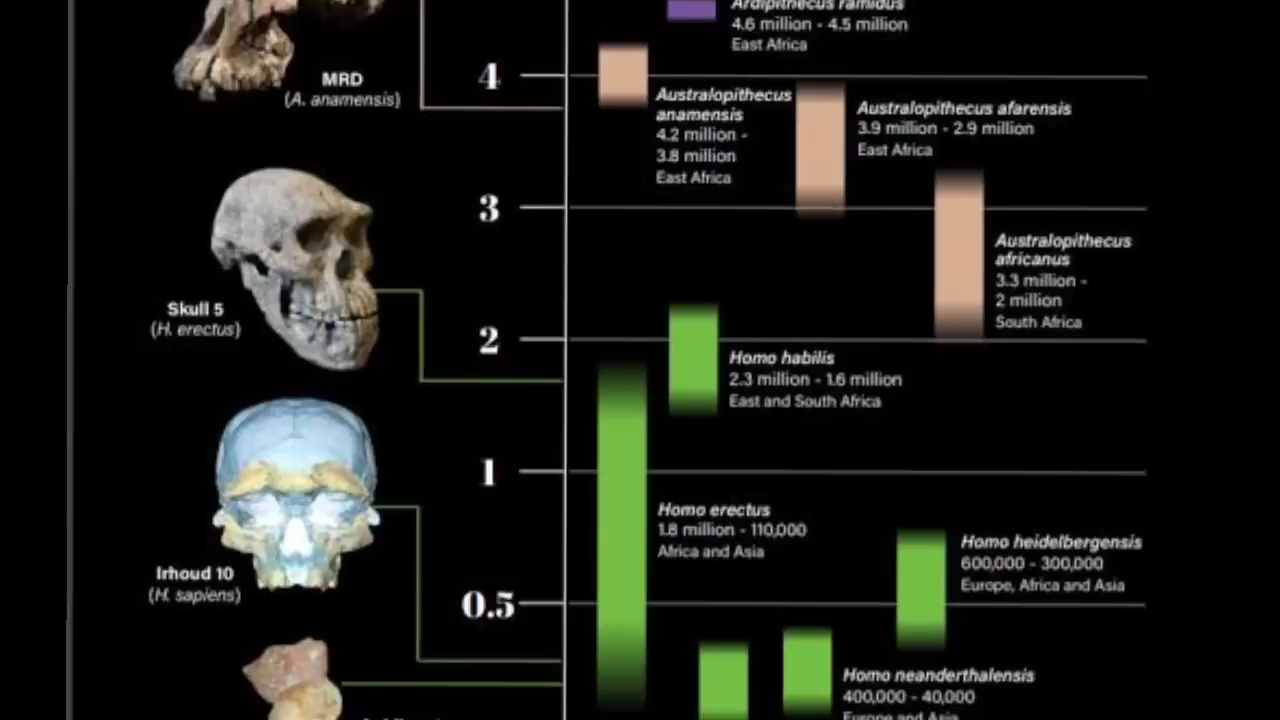 Ardipithecus ramidus
4.6 million - 4.5 million
East Africa
MRD
(A. anamensis)
4
Australopithecus
anamensis
4.2 million -
3.8 million
East Africa
Australopithecus afarensis
3.9 million - 2.9 million
East Africa
3
Australopithecus
africanus
3.3 million -
2 million
South Africa
Skull 5
(H. erectus)
2
Homo habilis
2.3 million - 1.6 million
East and South Africa
1
Homo erectus
1.8 million - 110,000
Africa and Asia
Homo heidelbergensis
600,000 - 300,000
Europe, Africa and Asia
Irhoud 10
(H. sapiens)
0.5
Homo neanderthalensis
400,000 - 40,000
Europe and Asia